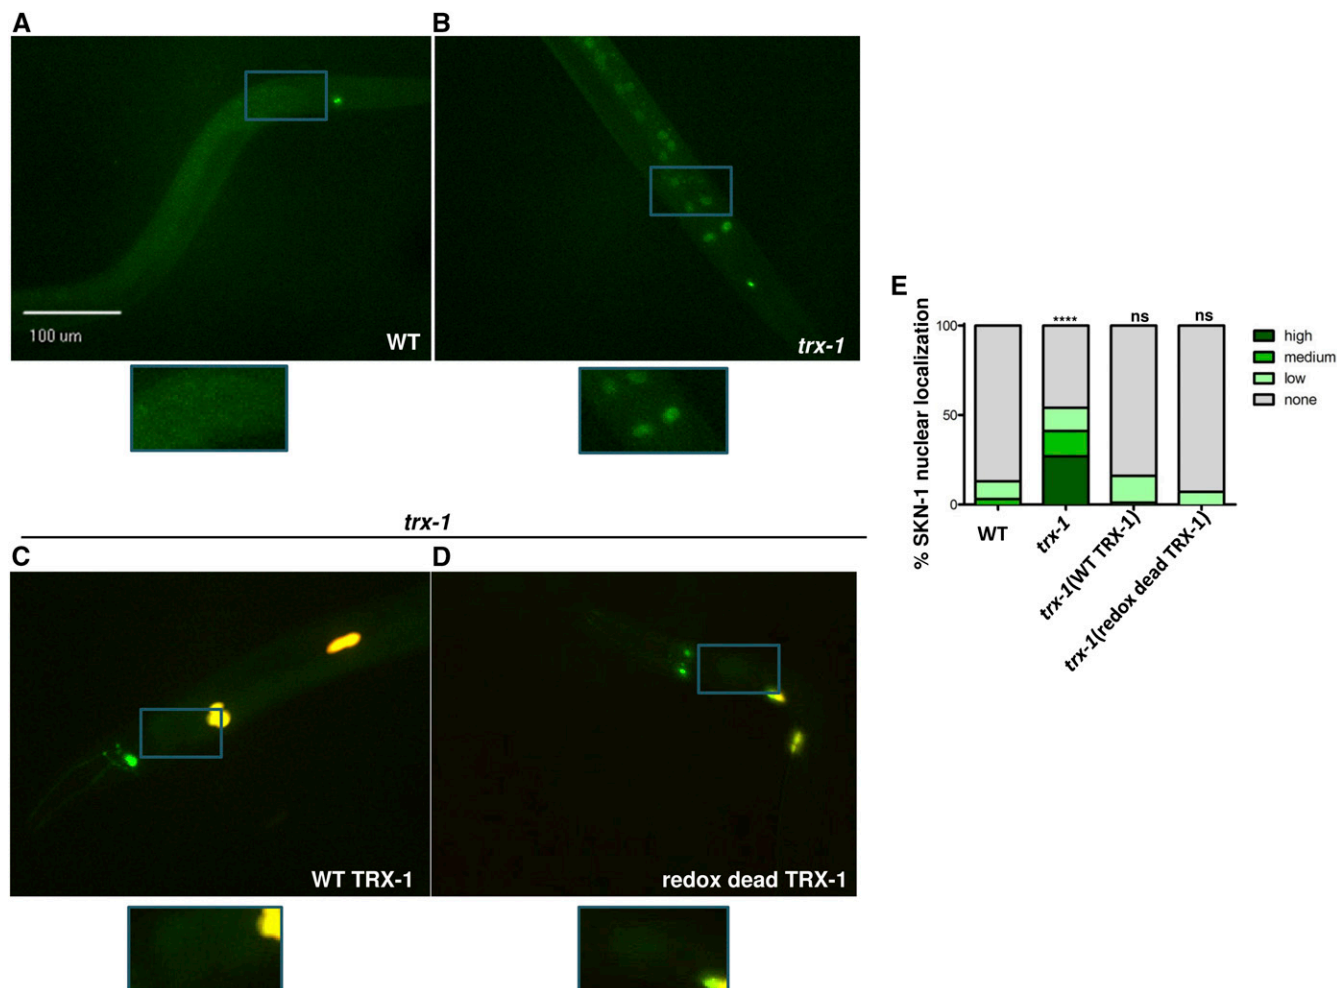 A
B
100 um
WT
trx-1
trx-1
C
D
WT TRX-1
redox dead TRX-1
E
% SKN-1 nuclear localization
100
50
0
****
ns
ns
WT
trx-1
trx-1(WT TRX-1)
trx-1(redox dead TRX-1)
high
medium
low
none